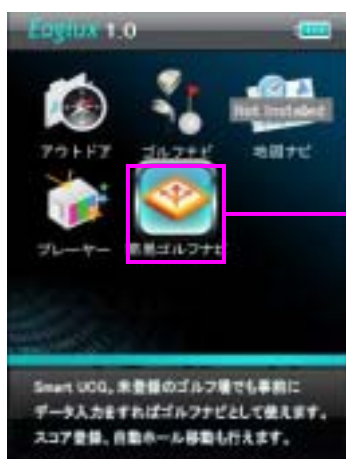 Eaglux 1.0
アウトドア
ゴルフナビ
地図ナビ
Not Installed
プレーヤー
簡易ゴルフナビ
Smart UCG, 未登録のゴルフ場でも事前に
データ入力をすればゴルフナビとして使えます。
スコア登録、自動ホール移動も行えます。